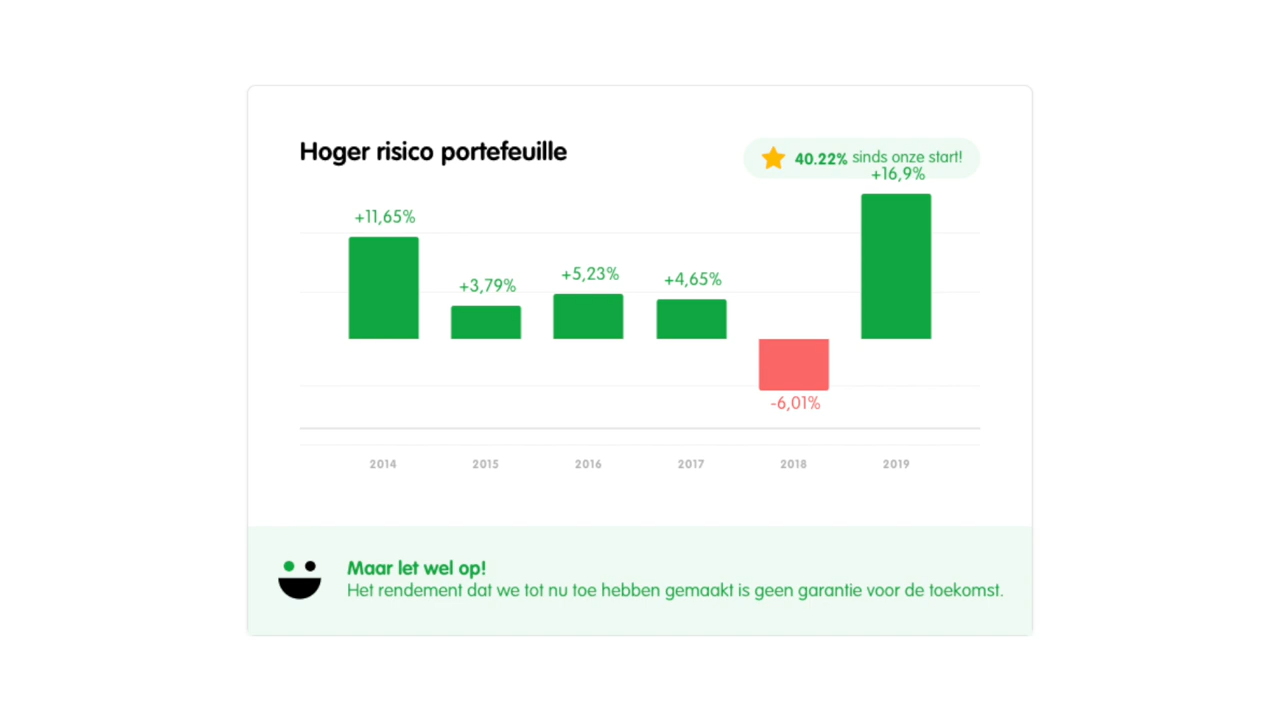 Hoger risico portefeuille
40.22% sinds onze start!
+16,9%
+11,65%
+3,79%
+5,23%
+4,65%
-6,01%
2014 2015 2016 2017 2018 2019
Maar let wel op!
Het rendement dat we tot nu toe hebben gemaakt is geen garantie voor de toekomst.